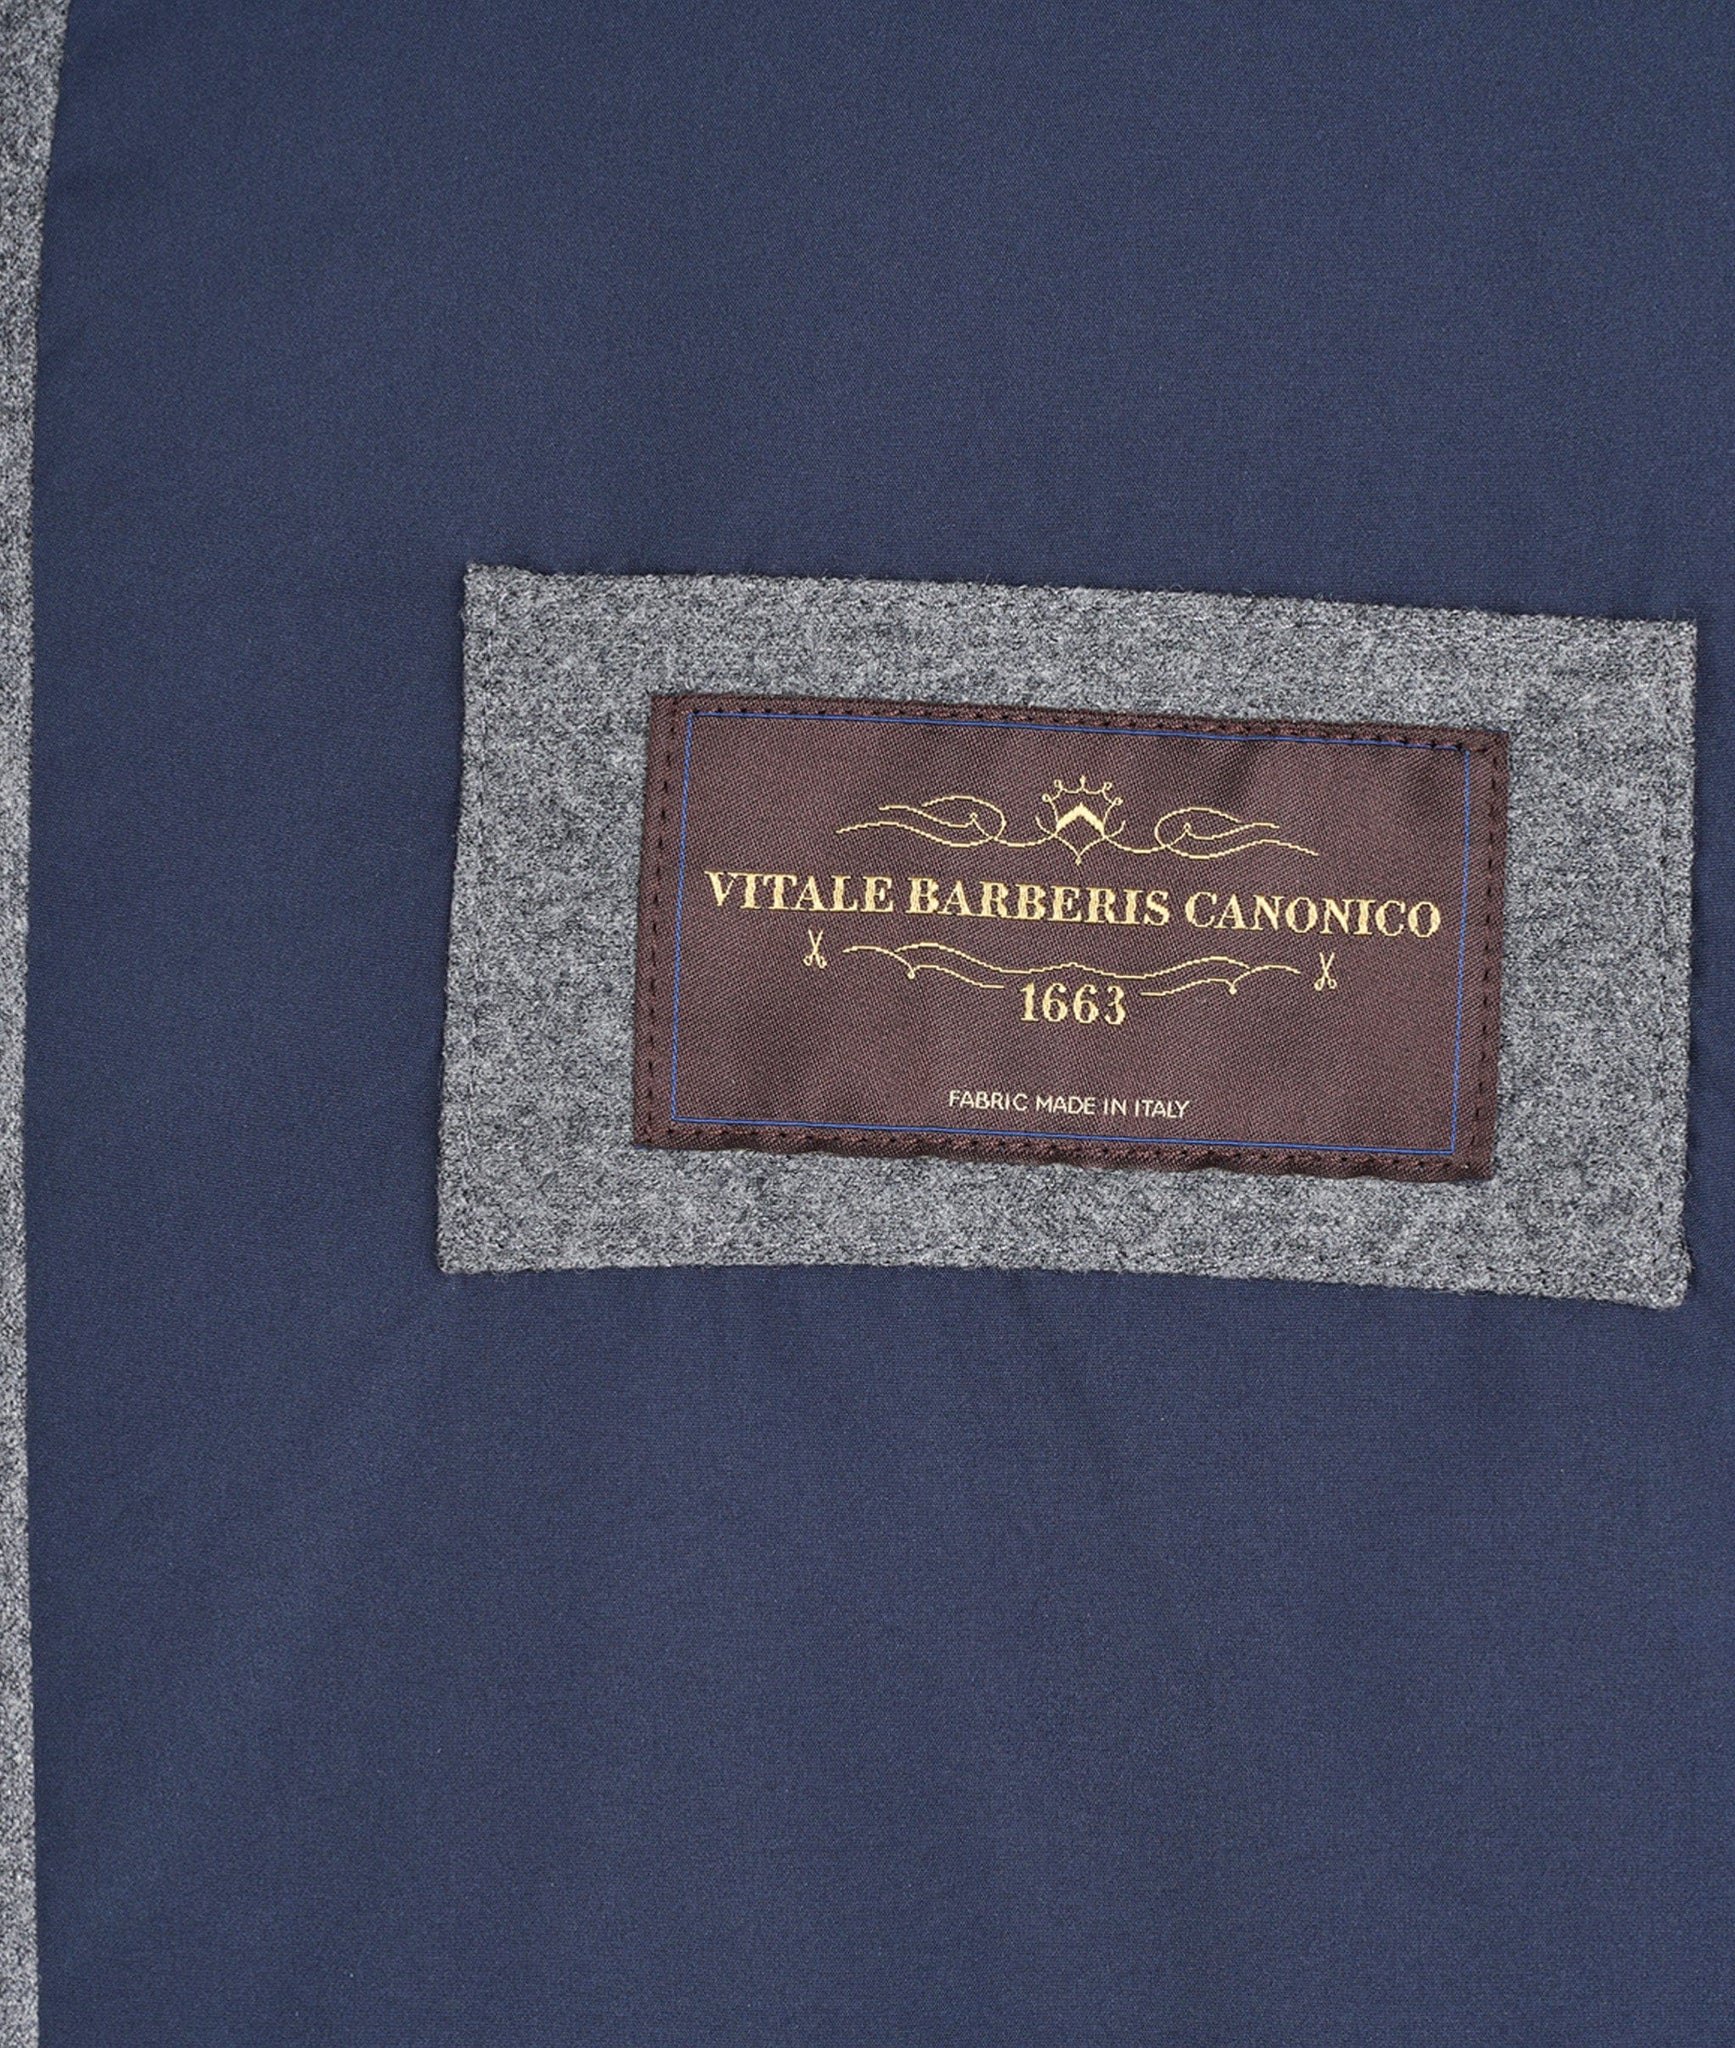 VITALE BARBERIS CANONICO
1663
FABRIC MADE IN ITALY